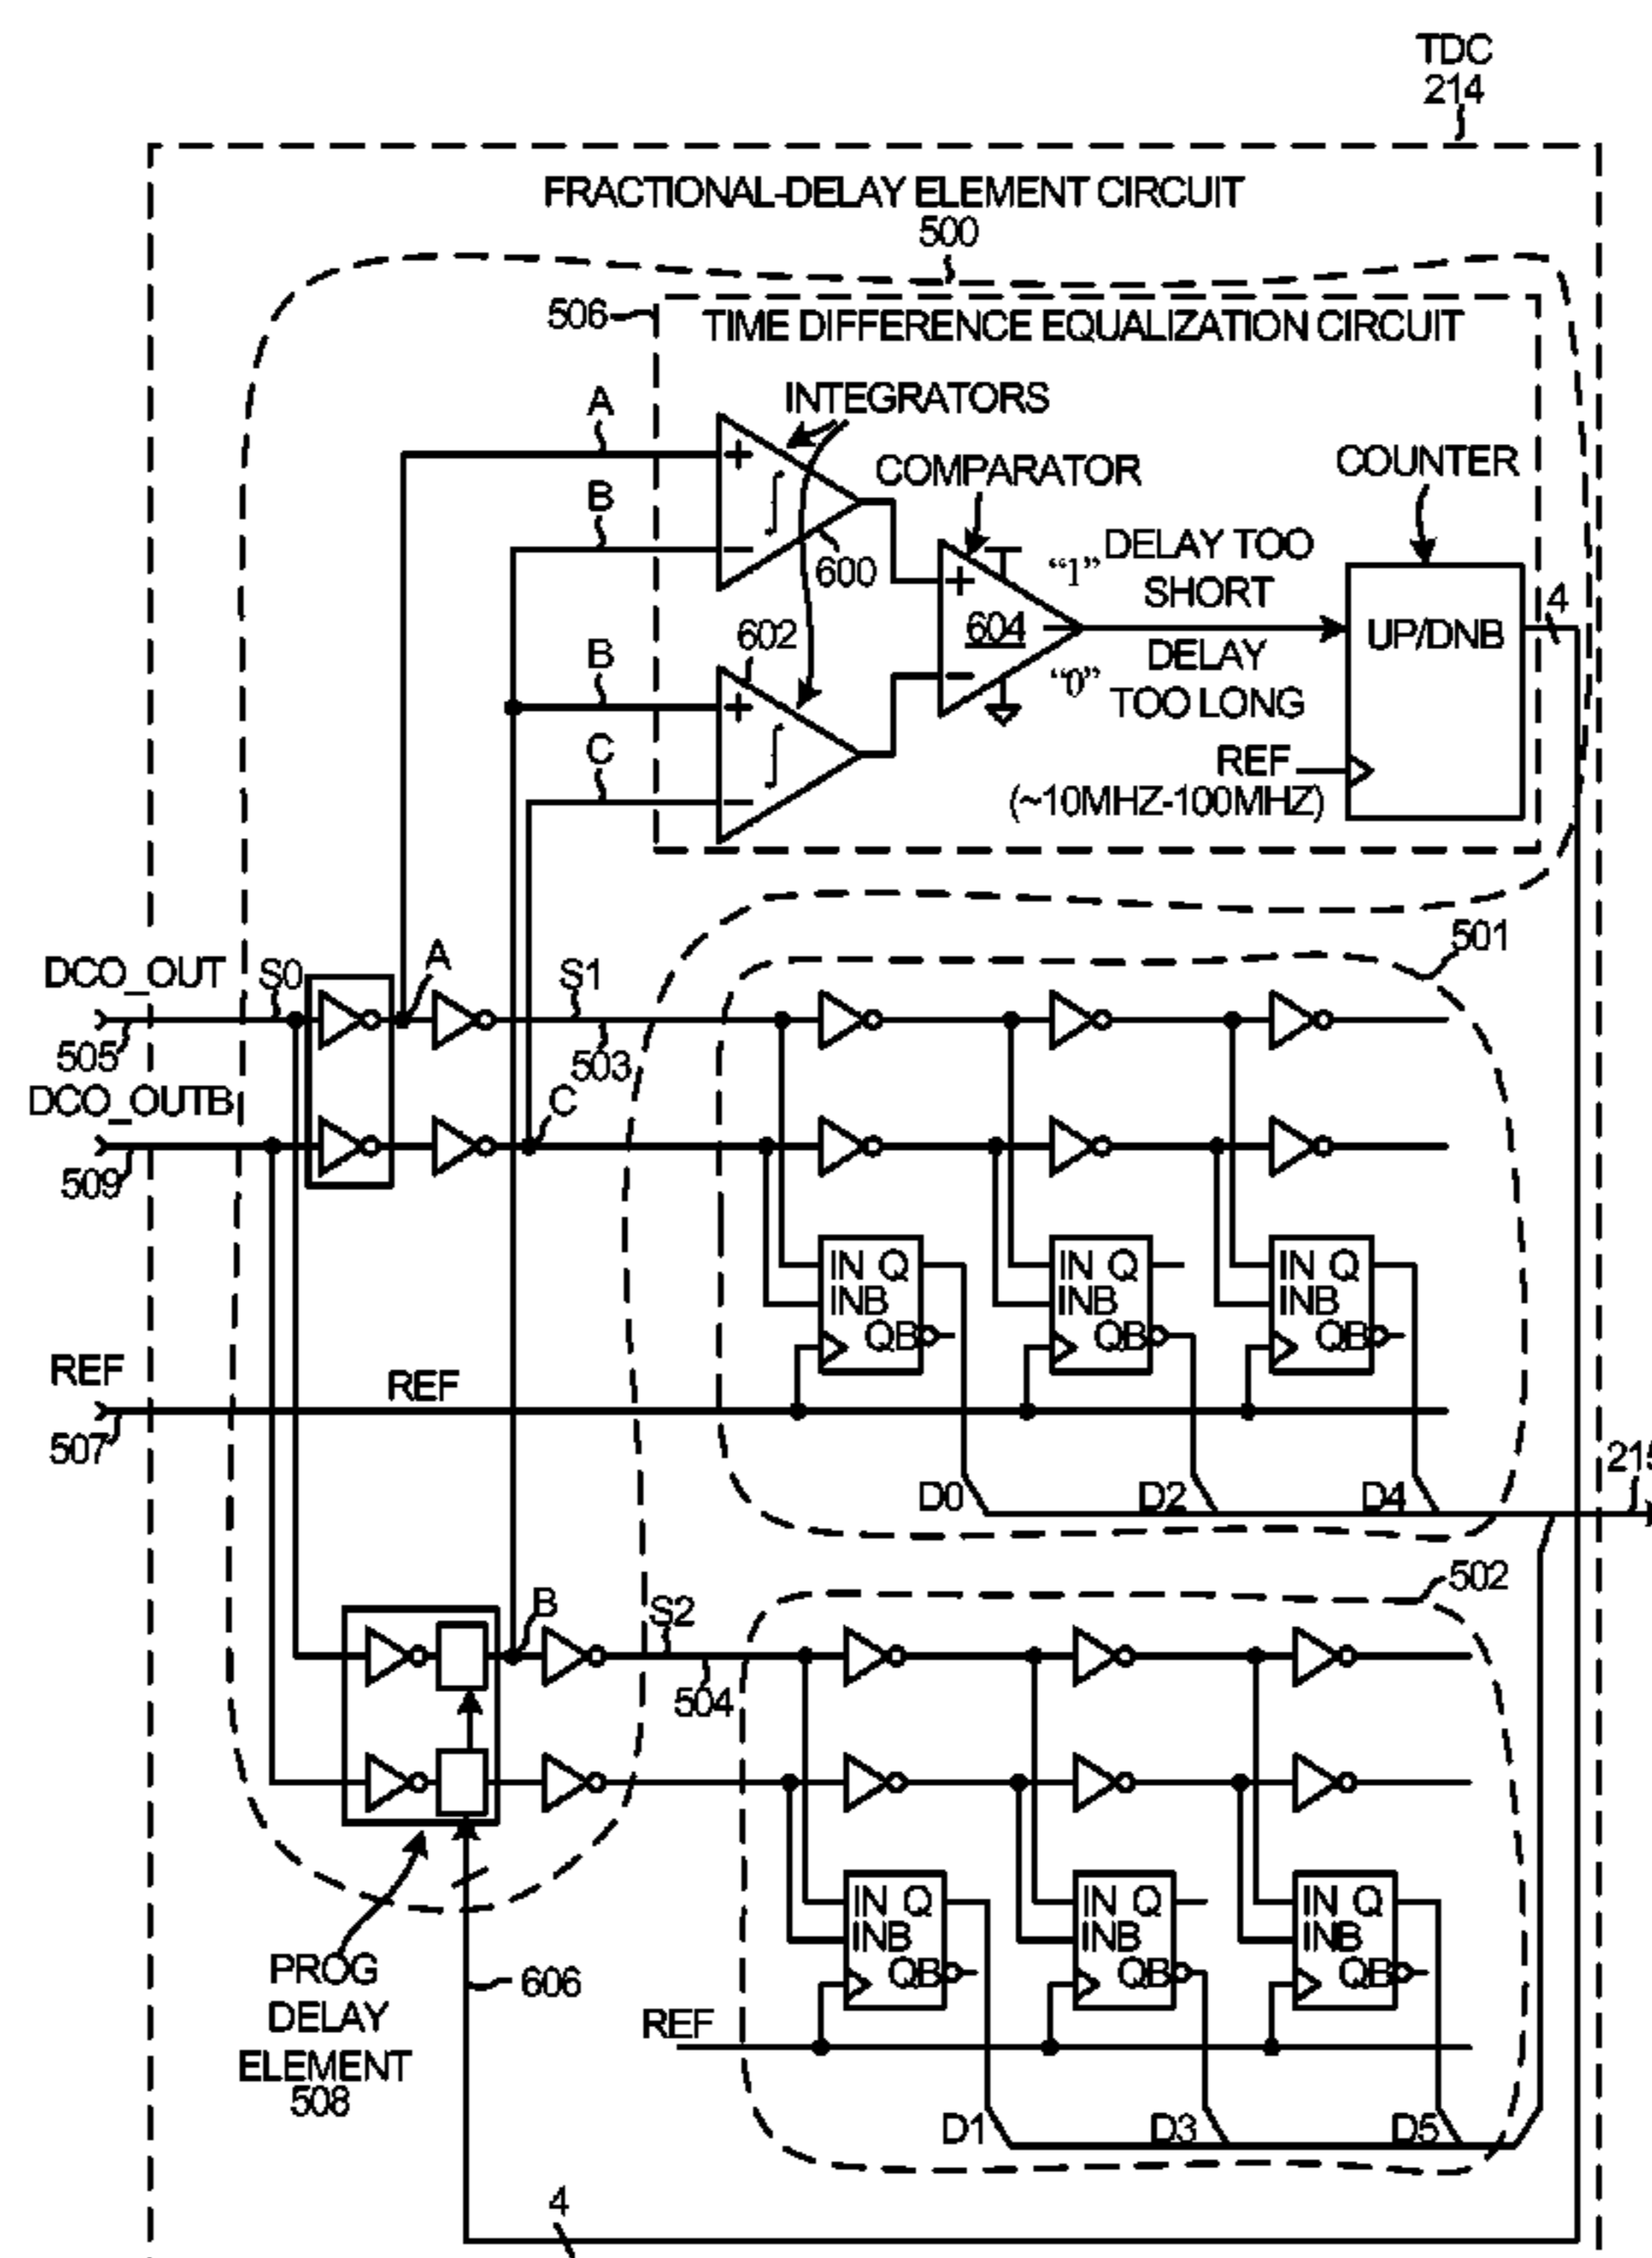 TDC
214
FRACTIONAL-DELAY ELEMENT CIRCUIT
500
506
TIME DIFFERENCE EQUALIZATION CIRCUIT
A
INTEGRATORS
+
∫
COMPARATOR
COUNTER
B
−
600
+
"1"
DELAY TOO
SHORT
604
4
UP/DNB
602
B
+
∫
−
DELAY
"0"
TOO LONG
C
−
REF
(~10MHZ-100MHZ)
501
DCO_OUT
S0
A
S1
505
503
DCO_OUTB
C
509
IN Q
INB
QB
IN Q
INB
QB
IN Q
INB
QB
REF
REF
507
215
D0
D2
D4
502
B
S2
504
IN Q
INB
QB
IN Q
INB
QB
IN Q
INB
QB
PROG
DELAY
ELEMENT
508
606
REF
D1
D3
D5
4